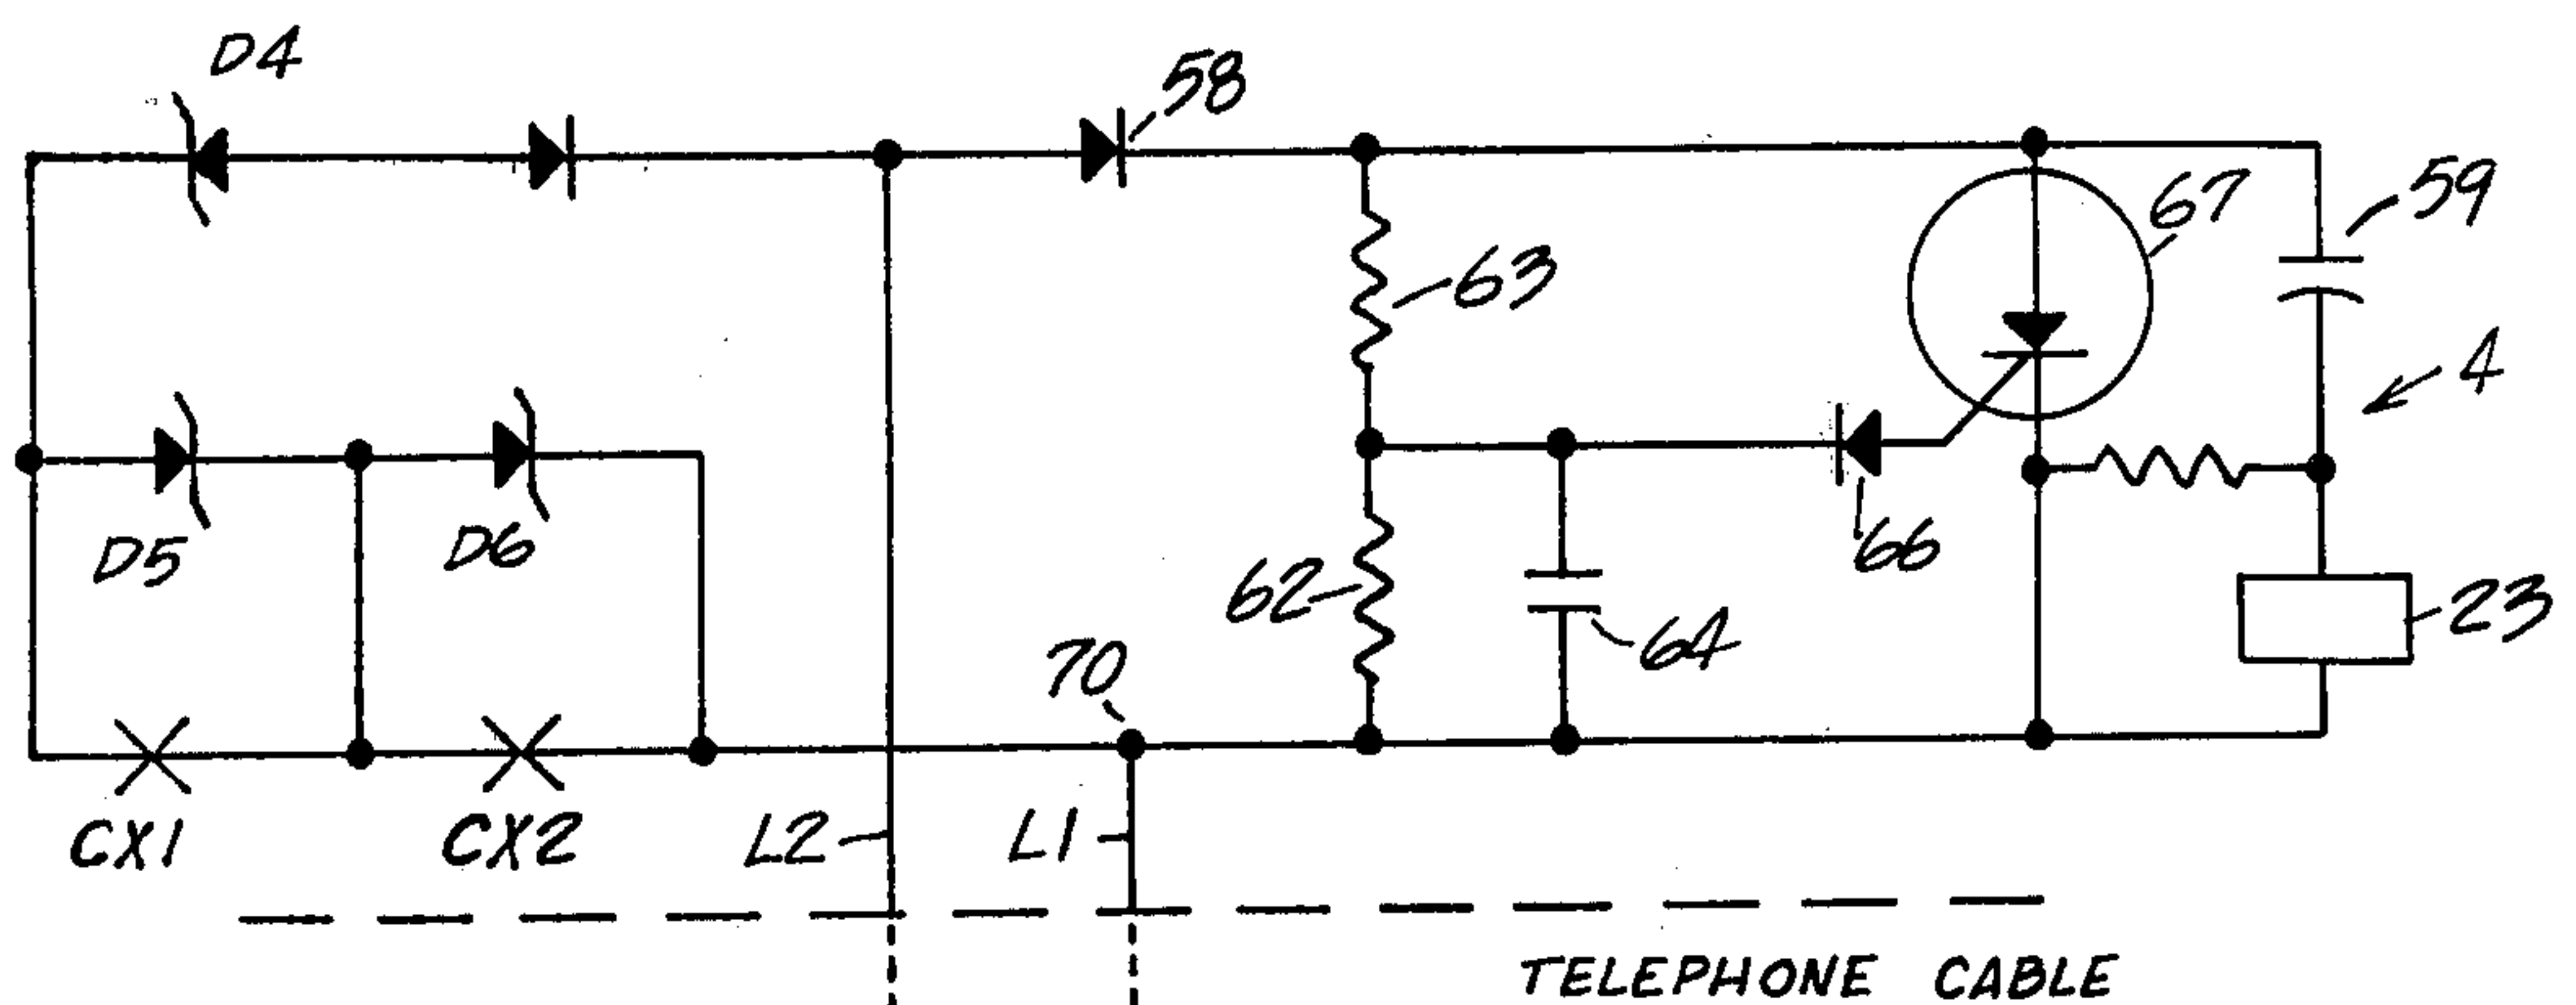 D4
58
67
59
63
4
D5
D6
66
62
64
23
70
CX1
CX2
L2
L1
TELEPHONE CABLE